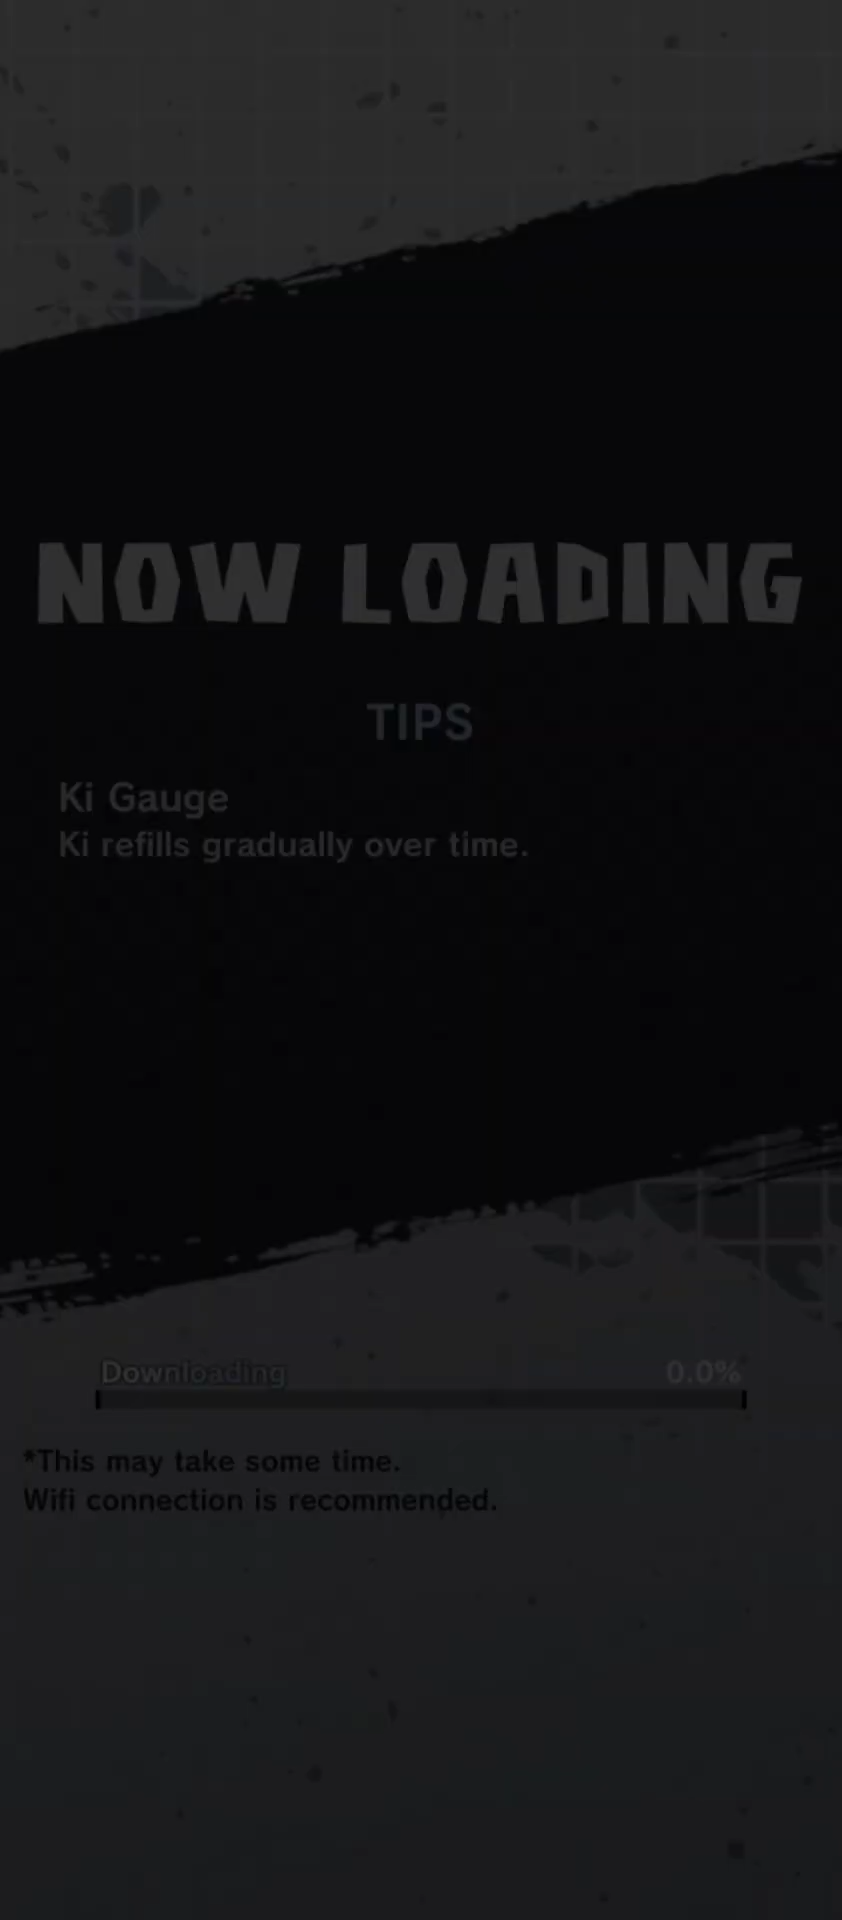 NOW LOADING
TIPS
Ki Gauge
Ki refills gradually over time.
Downloading 0.0%
*This may take some time.
Wifi connection is recommended.